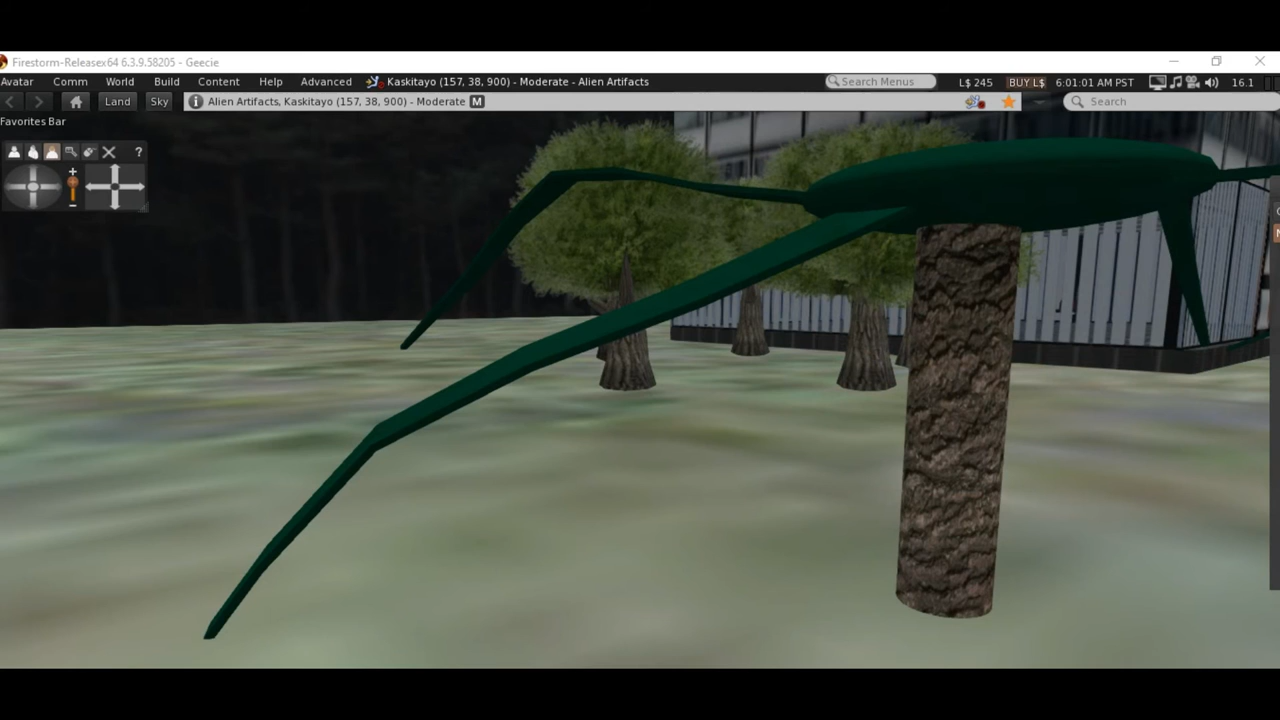 Firestorm-Releasex64 6.3.9.58205 - Geecie
Avatar Comm World Build Content Help Advanced Kaskitayo (157, 38, 900) - Moderate - Alien Artifacts Search Menus L$ 245 BUY L$ 6:01:01 AM PST 16.1
Land Sky Alien Artifacts, Kaskitayo (157, 38, 900) - Moderate M Search
Favorites Bar
?